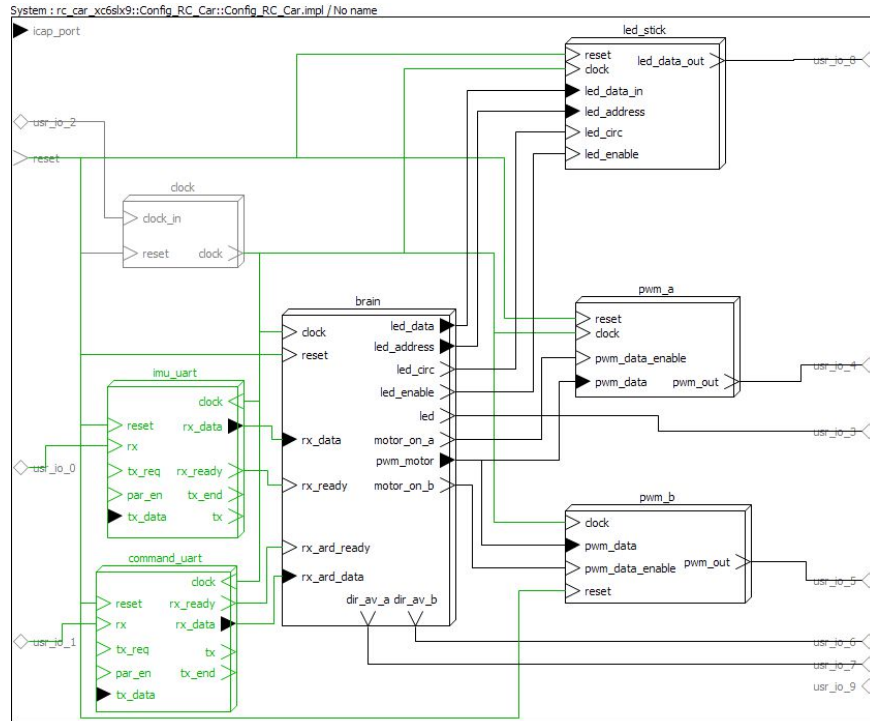 System : rc_car_xc6slx9::Config_RC_Car::Config_RC_Car.impl / No name
icap_port
usr_io_2
reset
clock
clock_in
reset
clock
led_stick
reset
clock
led_data_in
led_address
led_circ
led_enable
led_data_out
usr_io_8
brain
clock
reset
rx_data
rx_ready
rx_ard_ready
rx_ard_data
led_data
led_address
led_circ
led_enable
led
motor_on_a
pwm_motor
motor_on_b
dir_av_a
dir_av_b
pwm_a
reset
clock
pwm_data_enable
pwm_data
pwm_out
usr_io_4
usr_io_3
imu_uart
clock
reset
rx
tx_req
par_en
tx_data
rx_data
rx_ready
tx_end
tx
usr_io_0
pwm_b
clock
pwm_data
pwm_data_enable
reset
pwm_out
usr_io_5
command_uart
clock
reset
rx
tx_req
par_en
tx_data
rx_ready
rx_data
tx
tx_end
usr_io_1
usr_io_6
usr_io_7
usr_io_9